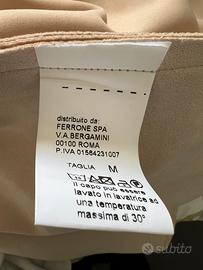 distribuito da:
FERRONE SPA
V.A.BERGAMINI
00100 ROMA
P.IVA 01564231007
TAGLIA M
il capo può essere
lavato in lavatrice ad
una temperatura
massima di 30°
subito